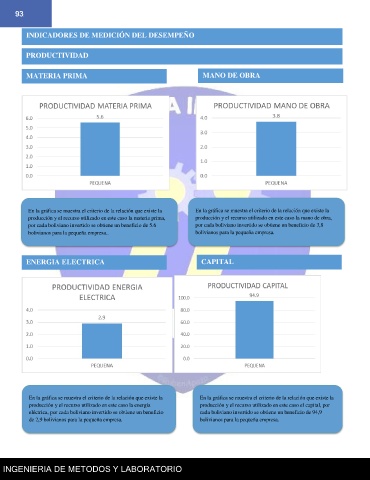 93
INDICADORES DE MEDICIÓN DEL DESEMPEÑO
PRODUCTIVIDAD
MATERIA PRIMA
MANO DE OBRA
PRODUCTIVIDAD MATERIA PRIMA
6.0
5.0
4.0
3.0
2.0
1.0
0.0
5.6
PEQUEÑA
PRODUCTIVIDAD MANO DE OBRA
4.0
3.0
2.0
1.0
0.0
3.8
PEQUEÑA
En la gráfica se muestra el criterio de la relación que existe la
producción y el recurso utilizado en este caso la materia prima,
por cada boliviano invertido se obtiene un beneficio de 5,6
bolivianos para la pequeña empresa.
En la gráfica se muestra el criterio de la relación que existe la
producción y el recurso utilizado en este caso la mano de obra,
por cada boliviano invertido se obtiene un beneficio de 3,8
bolivianos para la pequeña empresa.
ENERGIA ELECTRICA
CAPITAL
PRODUCTIVIDAD ENERGIA
ELECTRICA
4.0
3.0
2.0
1.0
0.0
2.9
PEQUEÑA
PRODUCTIVIDAD CAPITAL
100.0
80.0
60.0
40.0
20.0
0.0
94.9
PEQUEÑA
En la gráfica se muestra el criterio de la relación que existe la
producción y el recurso utilizado en este caso la energía
eléctrica, por cada boliviano invertido se obtiene un beneficio
de 2,9 bolivianos para la pequeña empresa.
En la gráfica se muestra el criterio de la relación que existe la
producción y el recurso utilizado en este caso el capital, por
cada boliviano invertido se obtiene un beneficio de 94,9
bolivianos para la pequeña empresa.
INGENIERIA DE METODOS Y LABORATORIO